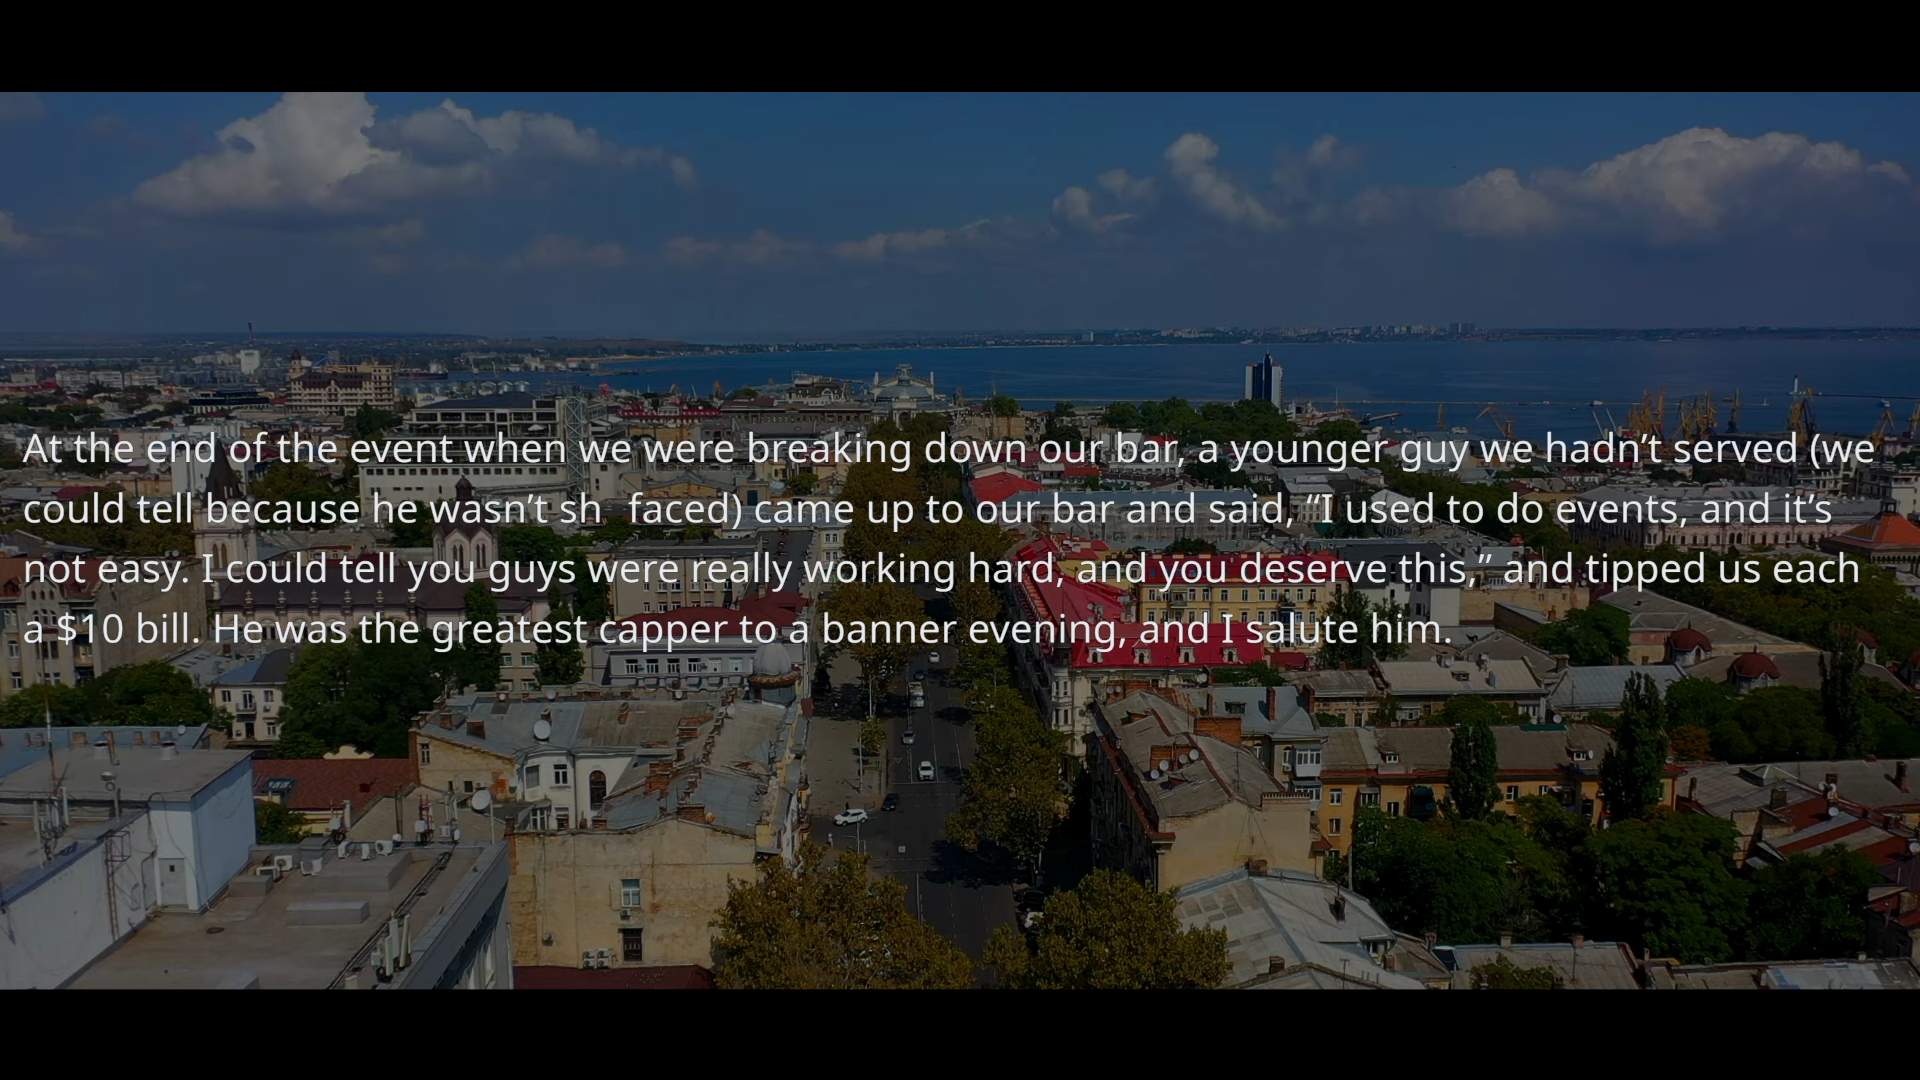 At the end of the event when we were breaking down our bar, a younger guy we hadn’t served (we
could tell because he wasn’t sh  faced) came up to our bar and said, “I used to do events, and it’s
not easy. I could tell you guys were really working hard, and you deserve this,” and tipped us each
a $10 bill. He was the greatest capper to a banner evening, and I salute him.